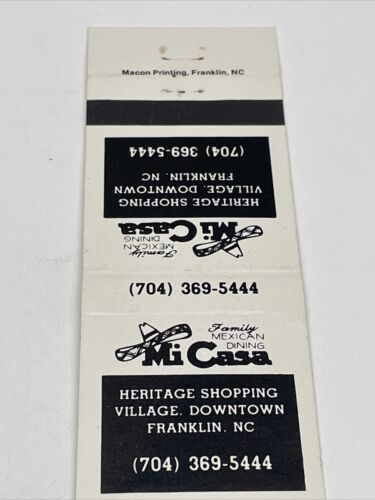 Macon Printing, Franklin, NC
(704) 369-5444
HERITAGE SHOPPING
VILLAGE, DOWNTOWN
FRANKLIN, NC
Mi Casa
Family
MEXICAN
DINING
(704) 369-5444
Family
MEXICAN
DINING
Mi Casa
HERITAGE SHOPPING
VILLAGE, DOWNTOWN
FRANKLIN, NC
(704) 369-5444